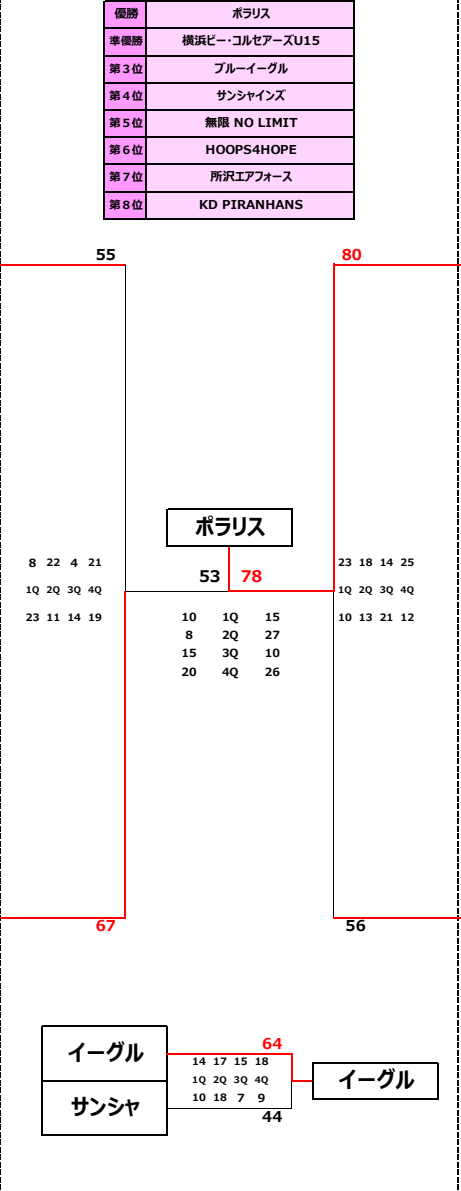 優勝 ポラリス
準優勝 横浜ビー・コルセアーズU15
第3位 ブルーイーグル
第4位 サンシャインズ
第5位 無限 NO LIMIT
第6位 HOOPS4HOPE
第7位 所沢エアフォース
第8位 KD PIRANHANS
55 80
ポラリス
8 22 4 21
1Q 2Q 3Q 4Q
23 11 14 19
53 78
23 18 14 25
1Q 2Q 3Q 4Q
10 13 21 12
10 1Q 15
8 2Q 27
15 3Q 10
20 4Q 26
67 56
イーグル
64
14 17 15 18
1Q 2Q 3Q 4Q
イーグル
サンシャ
10 18 7 9
44